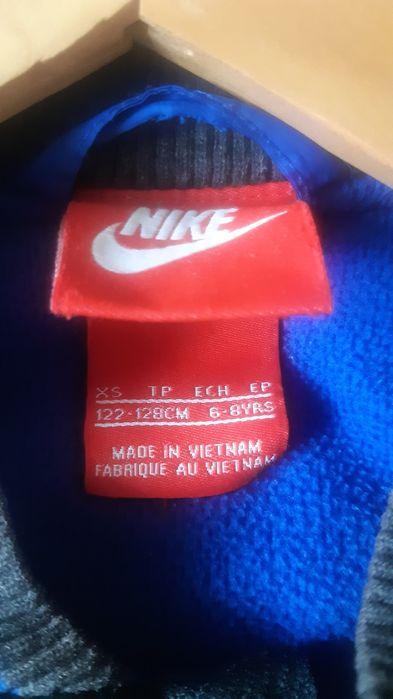 NIKE
XS TP ECH EP
122-128CM 6-8YRS
MADE IN VIETNAM
FABRIQUE AU VIETNAM